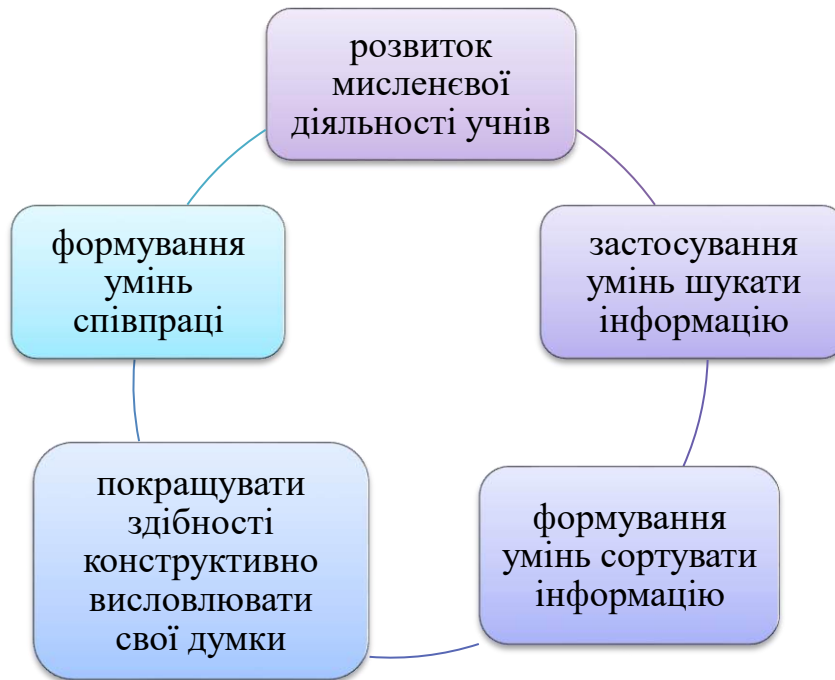 розвиток
мисленєвої
діяльності учнів
застосування
умінь шукати
інформацію
формування
умінь сортувати
інформацію
покращувати
здібності
конструктивно
висловлювати
свої думки
формування
умінь
співпраці